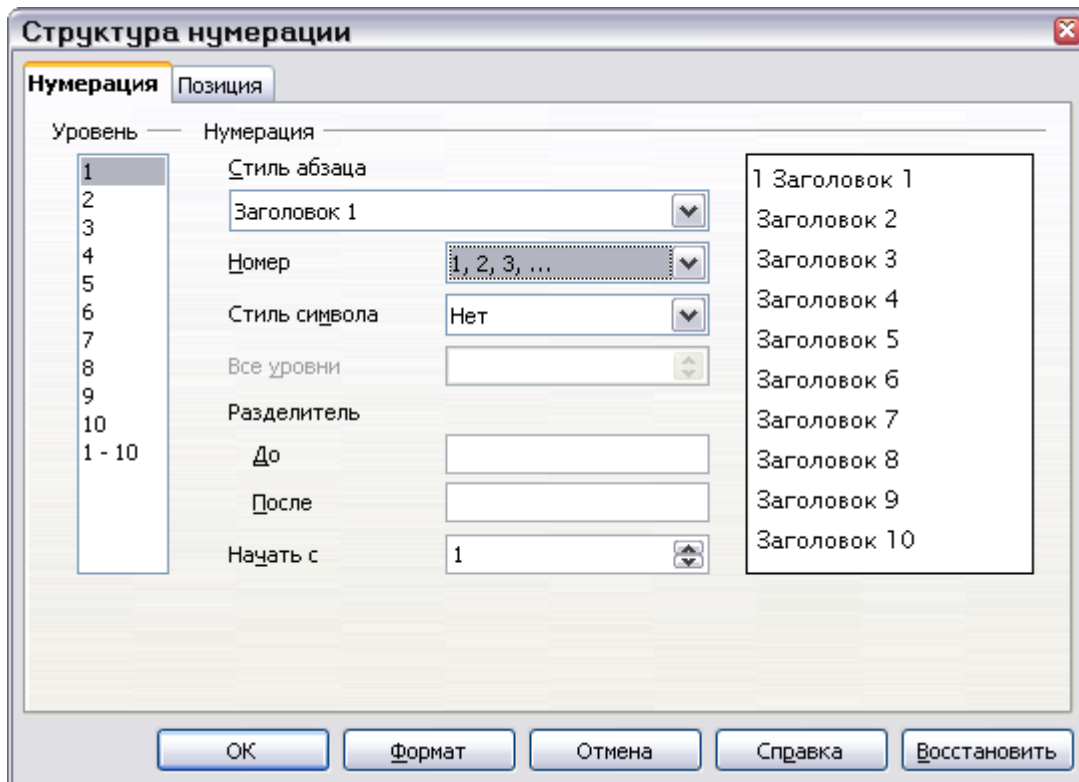 Структура нумерации
Нумерация Позиция
Уровень
1
2
3
4
5
6
7
8
9
10
1 - 10
Нумерация
Стиль абзаца
Заголовок 1
Номер 1, 2, 3, ...
Стиль символа Нет
Все уровни
Разделитель
До
После
Начать с 1
1 Заголовок 1
Заголовок 2
Заголовок 3
Заголовок 4
Заголовок 5
Заголовок 6
Заголовок 7
Заголовок 8
Заголовок 9
Заголовок 10
ОК Формат Отмена Справка Восстановить